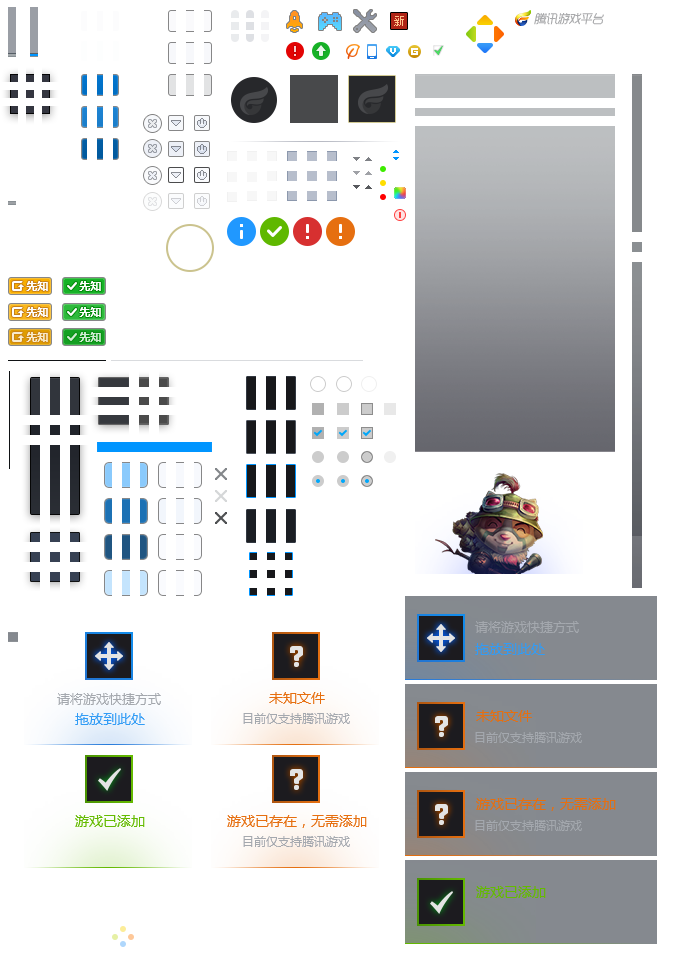 新
腾讯游戏平台
先知
先知
先知
先知
先知
先知
请将游戏快捷方式
拖放到此处
未知文件
目前仅支持腾讯游戏
游戏已添加
游戏已存在，无需添加
目前仅支持腾讯游戏
请将游戏快捷方式
拖放到此处
未知文件
目前仅支持腾讯游戏
游戏已存在，无需添加
目前仅支持腾讯游戏
游戏已添加